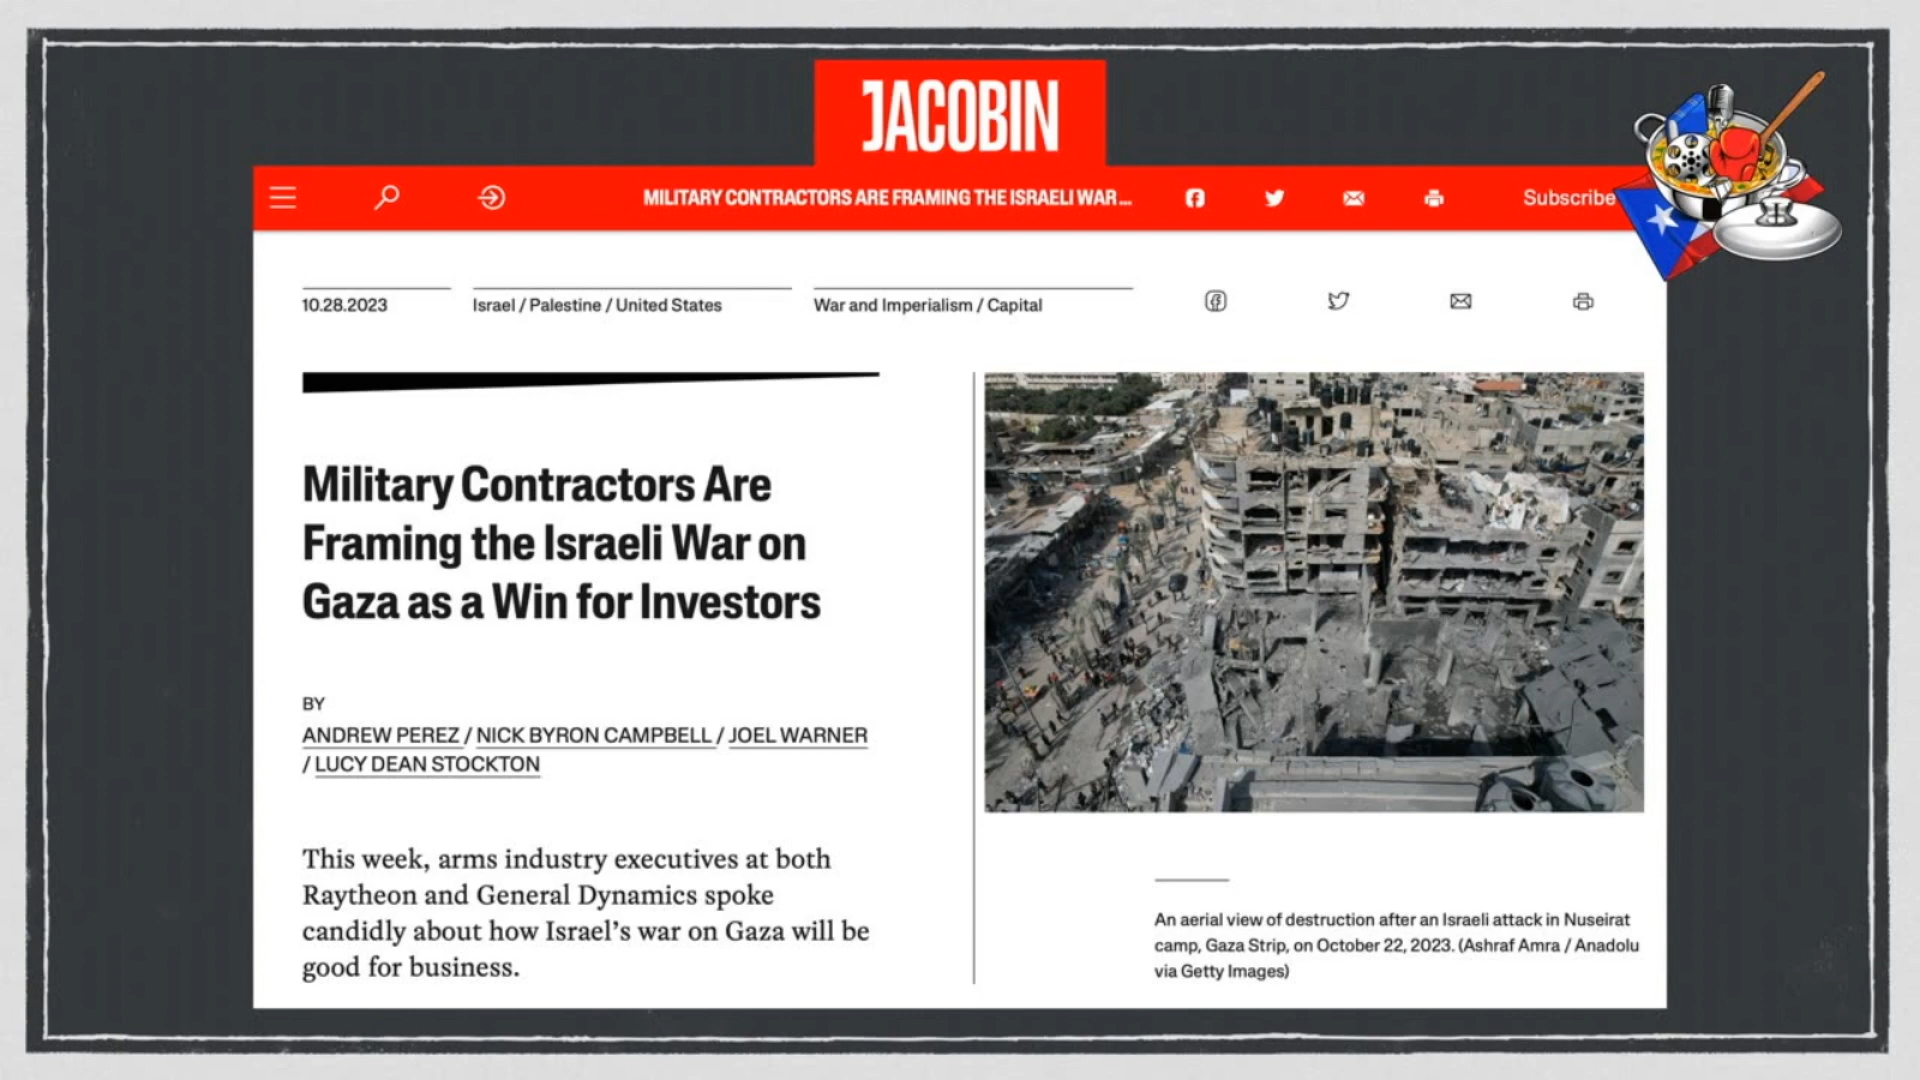 JACOBIN
MILITARY CONTRACTORS ARE FRAMING THE ISRAELI WAR ...
Subscribe
10.28.2023
Israel / Palestine / United States
War and Imperialism / Capital
Military Contractors Are
Framing the Israeli War on
Gaza as a Win for Investors
BY
ANDREW PEREZ / NICK BYRON CAMPBELL / JOEL WARNER
/ LUCY DEAN STOCKTON
This week, arms industry executives at both
Raytheon and General Dynamics spoke
candidly about how Israel’s war on Gaza will be
good for business.
An aerial view of destruction after an Israeli attack in Nuseirat
camp, Gaza Strip, on October 22, 2023. (Ashraf Amra / Anadolu
via Getty Images)